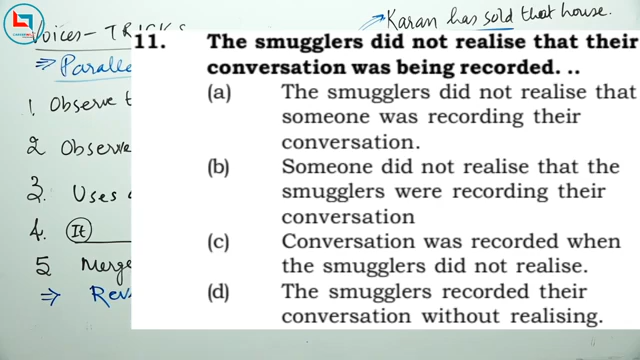 → Karan has sold that house.
Voices - TRICKS
⇒ Paralle
1. Observe t
2 Observe
3. Uses
4. It
5 Merge
⇒ Rev
11. The smugglers did not realise that their
conversation was being recorded. ..
(a) The smugglers did not realise that
someone was recording their
conversation.
(b) Someone did not realise that the
smugglers were recording their
conversation
(c) Conversation was recorded when
the smugglers did not realise.
(d) The smugglers recorded their
conversation without realising.